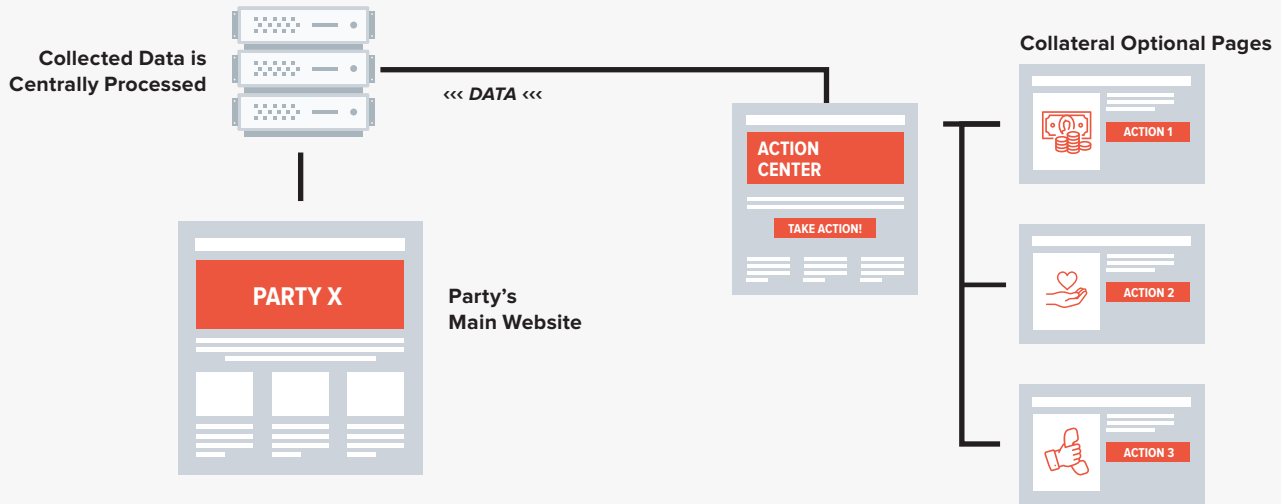 Collected Data is
Centrally Processed
‹‹‹ DATA ‹‹‹
PARTY X
Party’s
Main Website
ACTION
CENTER
TAKE ACTION!
Collateral Optional Pages
ACTION 1
ACTION 2
ACTION 3